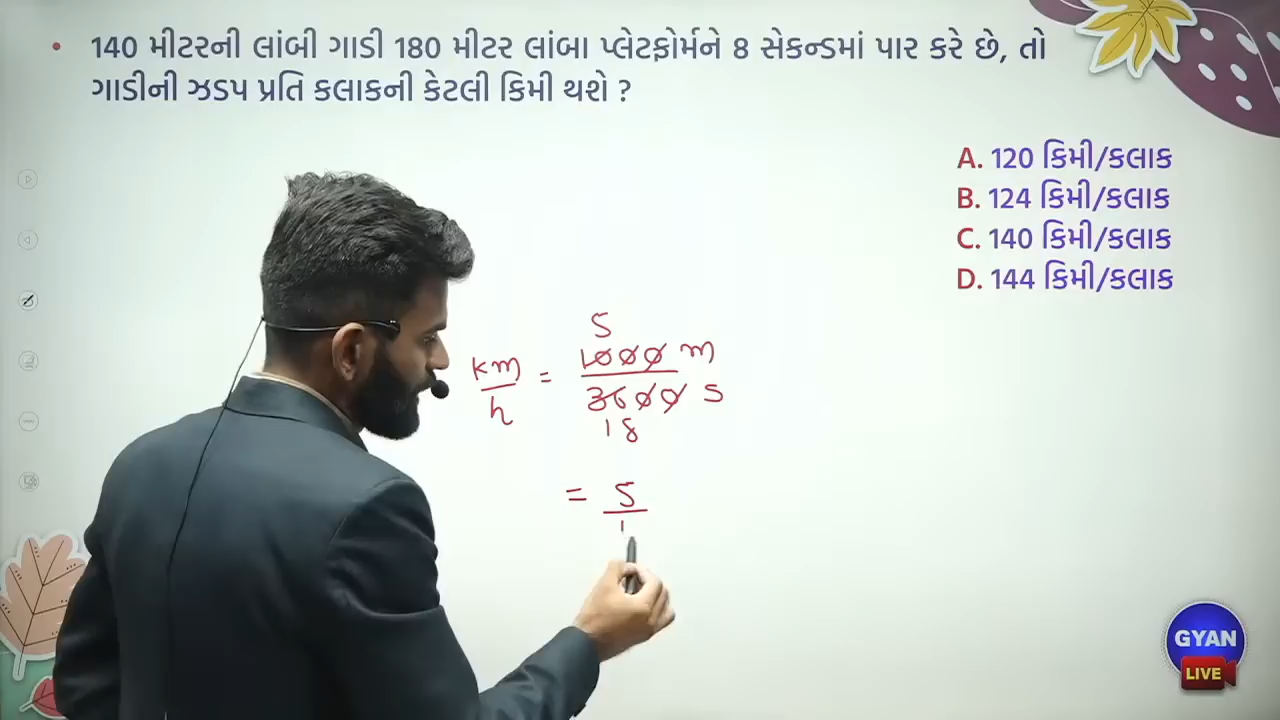 • 140 મીટરની લાંબી ગાડી 180 મીટર લાંબા પ્લેટફોર્મને 8 સેકન્ડમાં પાર કરે છે, તો
ગાડીની ઝડપ પ્રતિ કલાકની કેટલી કિમી થશે ?
A. 120 કિમી/કલાક
B. 124 કિમી/કલાક
C. 140 કિમી/કલાક
D. 144 કિમી/કલાક
5
km/h = 1000 m / 3600 s
18
= 5/1
GYAN
LIVE